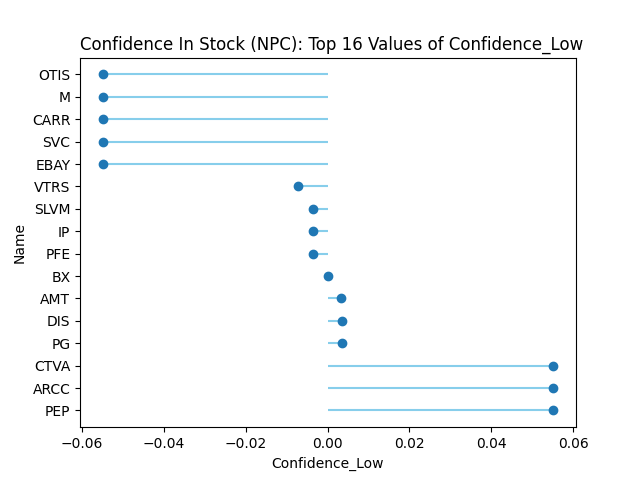 Confidence In Stock (NPC): Top 16 Values of Confidence_Low
OTIS
M
CARR
SVC
EBAY
VTRS
SLVM
IP
PFE
BX
AMT
DIS
PG
CTVA
ARCC
PEP
Name
−0.06 −0.04 −0.02 0.00 0.02 0.04 0.06
Confidence_Low